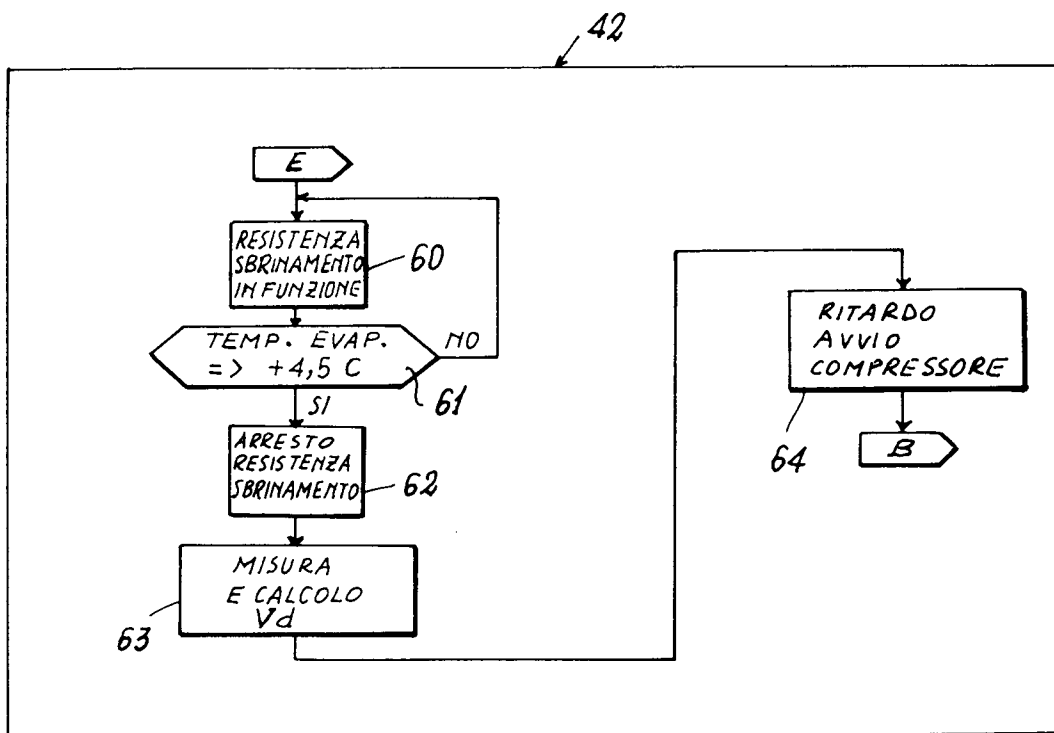 42
E
RESISTENZA
SBRINAMENTO
IN FUNZIONE
60
TEMP. EVAP.
=> +4,5 C
NO
61
SI
ARRESTO
RESISTENZA
SBRINAMENTO
62
MISURA
E CALCOLO
Vd
63
RITARDO
AVVIO
COMPRESSORE
64
B